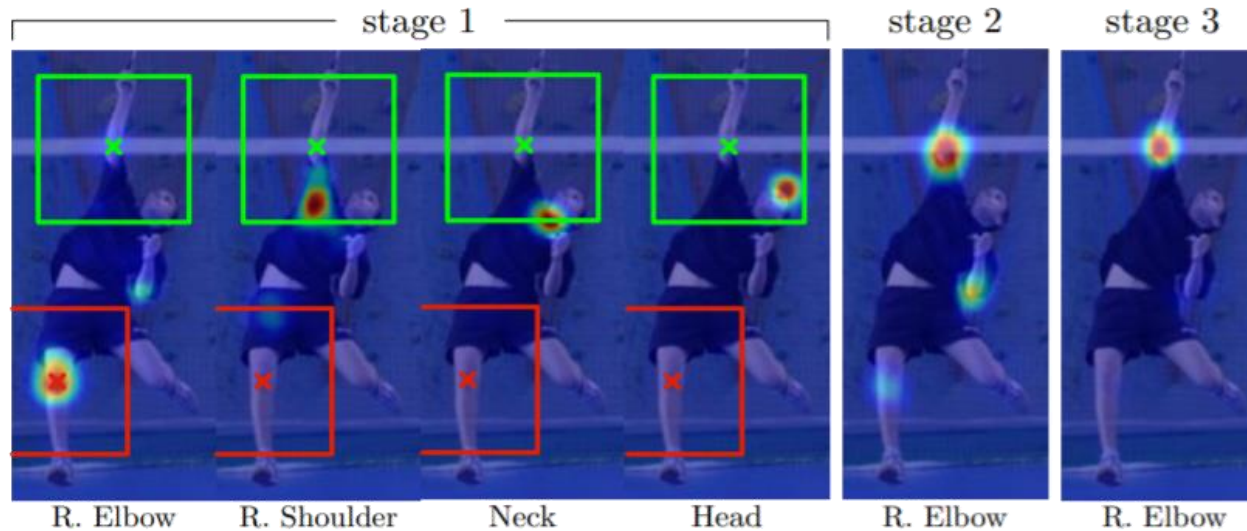 stage 1 stage 2 stage 3
R. Elbow R. Shoulder Neck Head R. Elbow R. Elbow